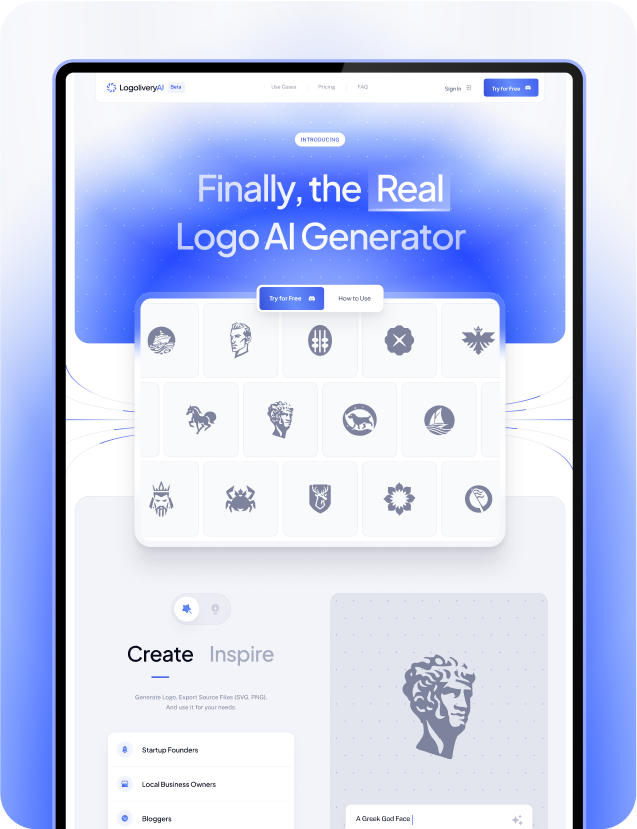 LogoliveryAI Beta Use Cases Pricing FAQ Sign In Try for Free
INTRODUCING
Finally, the Real
Logo AI Generator
Try for Free How to Use
Create Inspire
Generate Logo, Export Source Files (SVG, PNG),
And use it for your needs.
Startup Founders
Local Business Owners
Bloggers
A Greek God Face